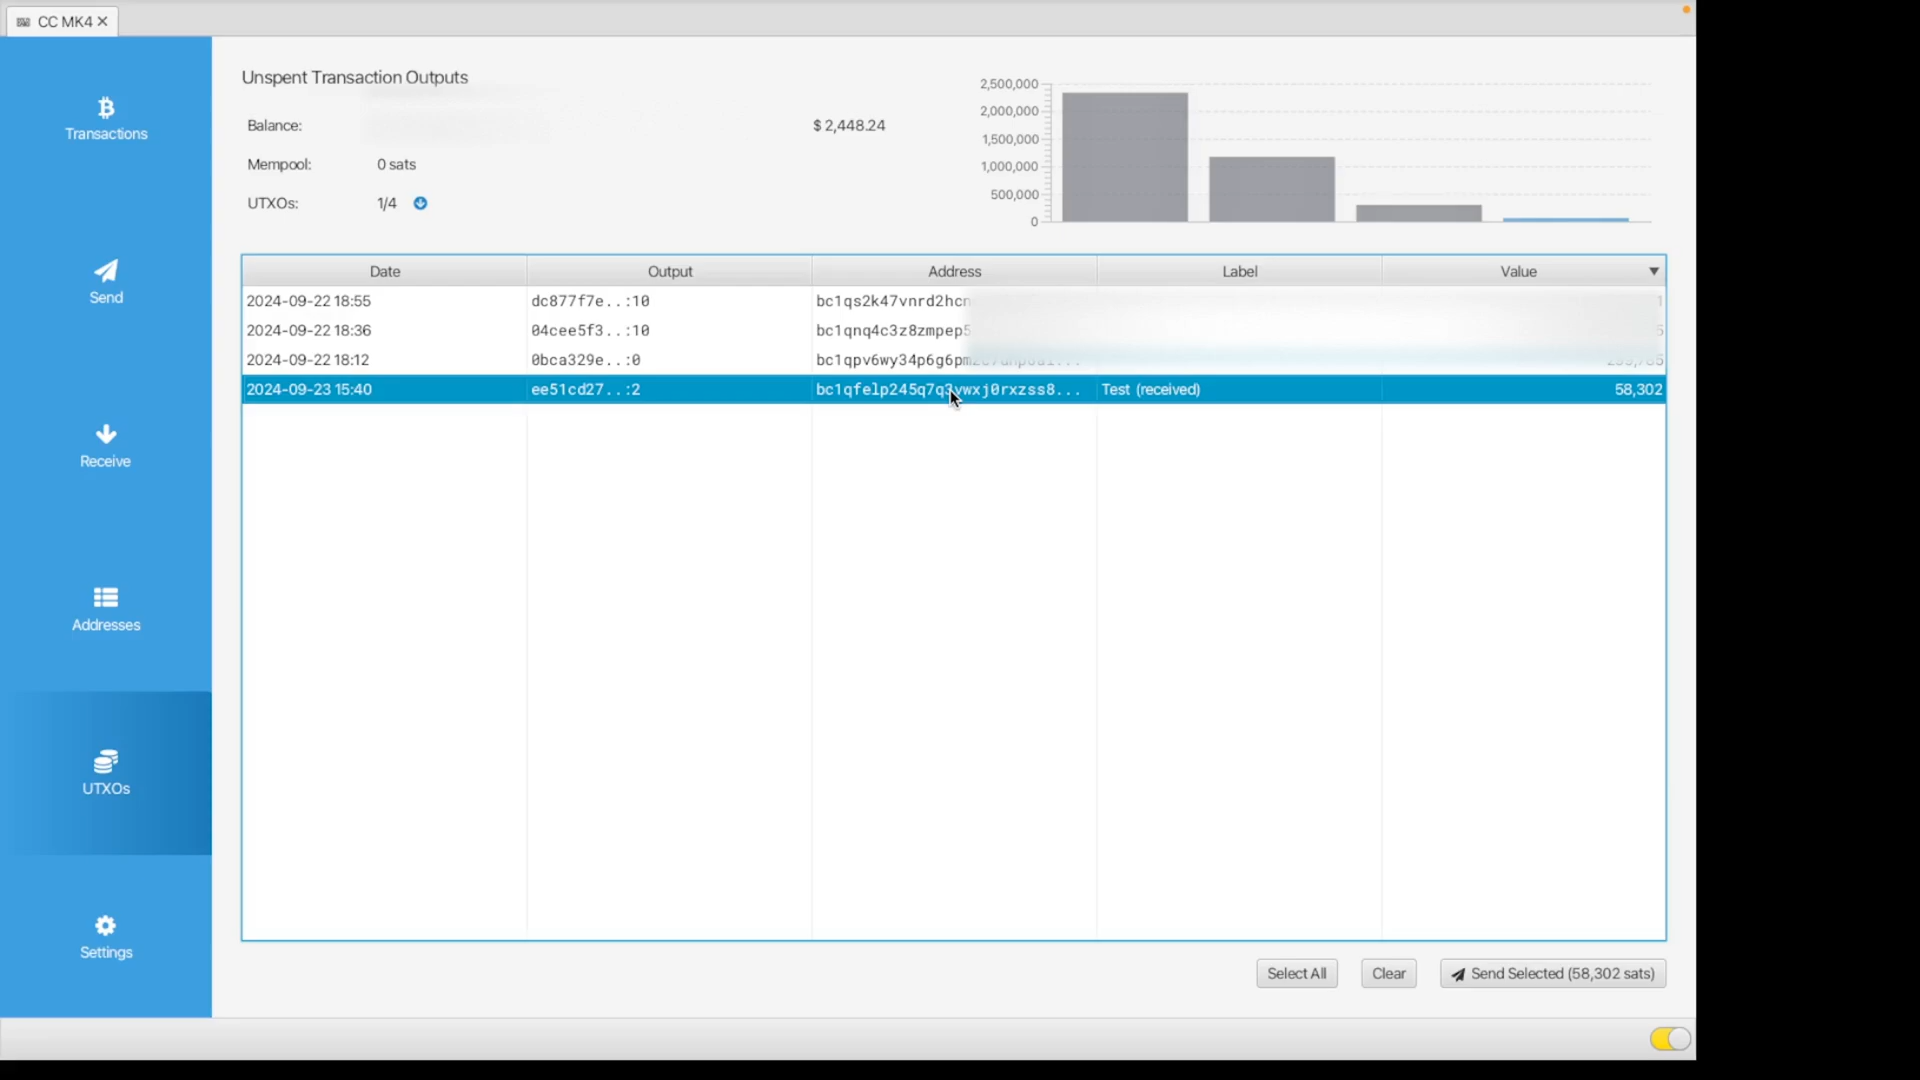 CC MK4
Transactions
Send
Receive
Addresses
UTXOs
Settings
Unspent Transaction Outputs
Balance: $ 2,448.24
Mempool: 0 sats
UTXOs: 1/4
2,500,000
2,000,000
1,500,000
1,000,000
500,000
0
Date Output Address Label Value
2024-09-22 18:55 dc877f7e..:10 bc1qs2k47vnrd2hcn
2024-09-22 18:36 04cee5f3..:10 bc1qnq4c3z8zmpep5
2024-09-22 18:12 0bca329e..:0
2024-09-23 15:40 ee51cd27..:2 Test (received) 58,302
Select All Clear Send Selected (58,302 sats)